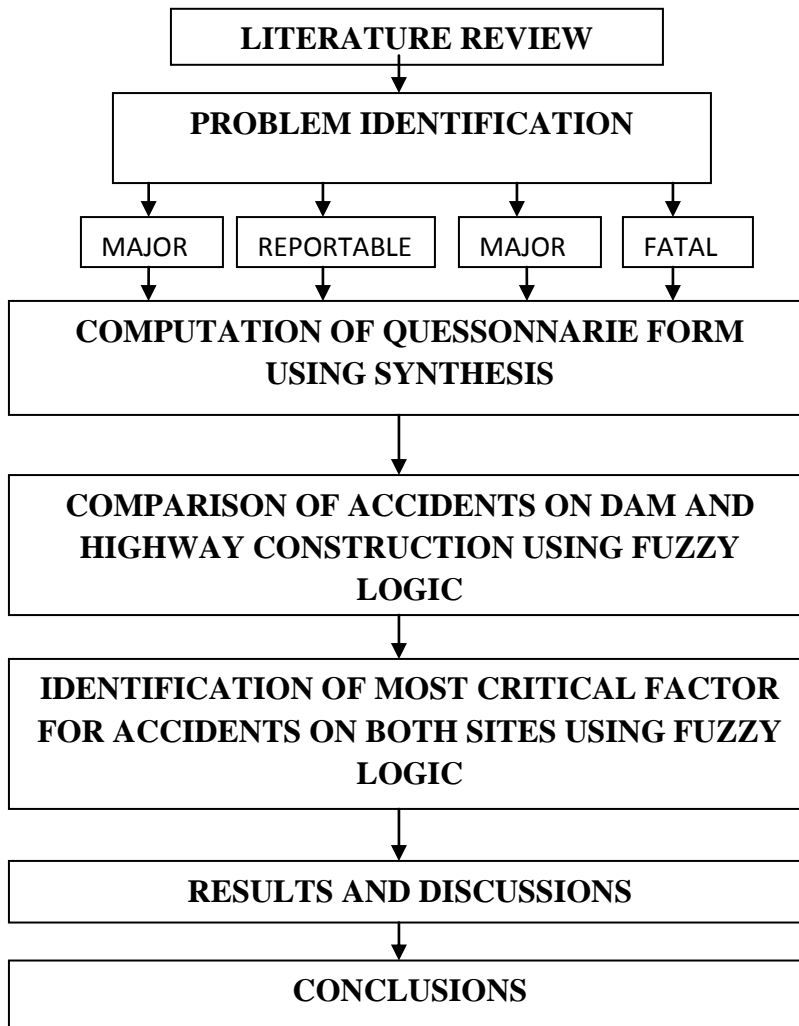 LITERATURE REVIEW
PROBLEM IDENTIFICATION
MAJOR
REPORTABLE
MAJOR
FATAL
COMPUTATION OF QUESSONNARIE FORM
USING SYNTHESIS
COMPARISON OF ACCIDENTS ON DAM AND
HIGHWAY CONSTRUCTION USING FUZZY
LOGIC
IDENTIFICATION OF MOST CRITICAL FACTOR
FOR ACCIDENTS ON BOTH SITES USING FUZZY
LOGIC
RESULTS AND DISCUSSIONS
CONCLUSIONS